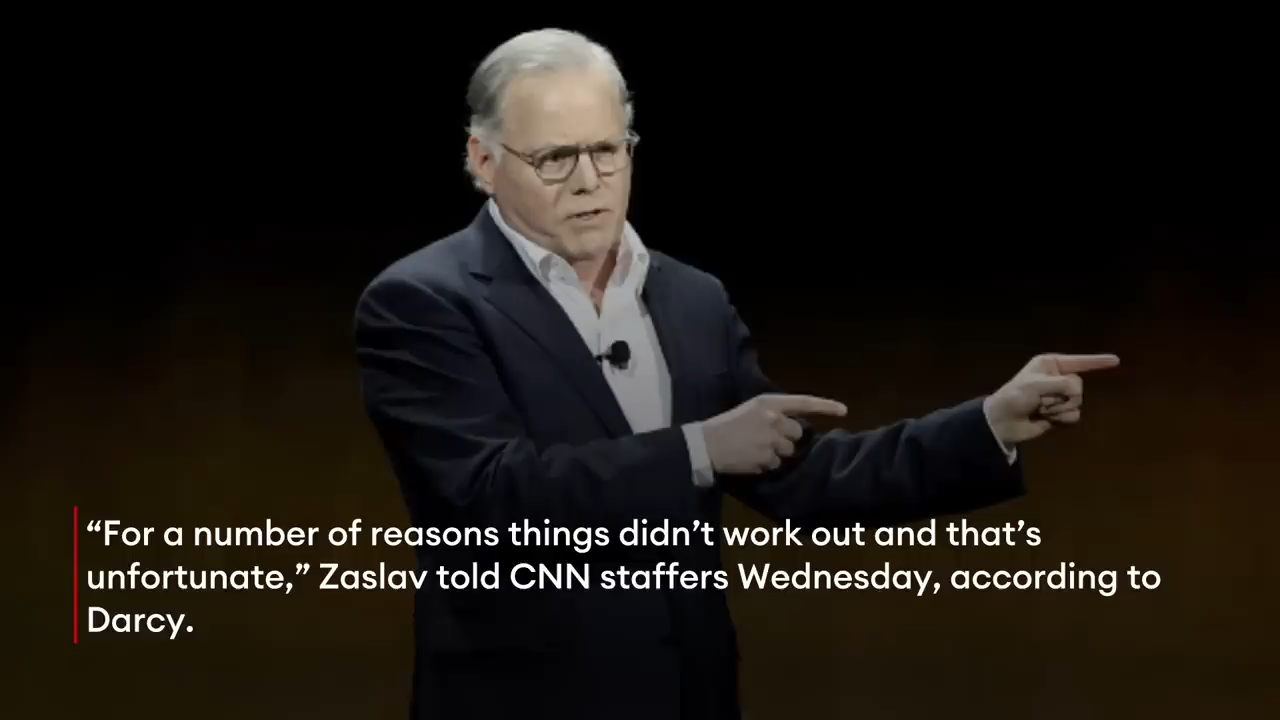 “For a number of reasons things didn’t work out and that’s
unfortunate,” Zaslav told CNN staffers Wednesday, according to
Darcy.